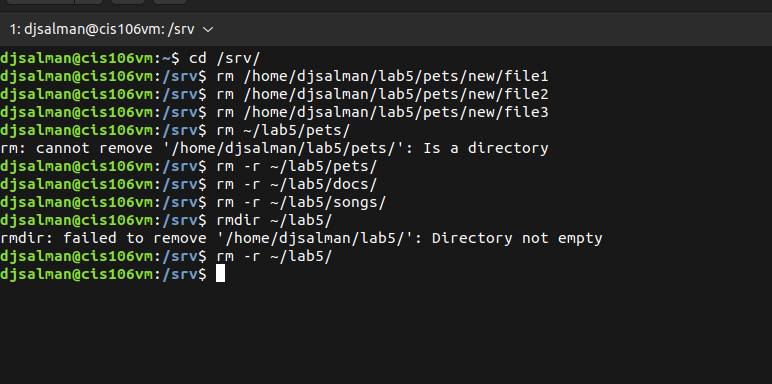 1: djsalman@cis106vm: /srv
djsalman@cis106vm:~$ cd /srv/
djsalman@cis106vm:/srv$ rm /home/djsalman/lab5/pets/new/file1
djsalman@cis106vm:/srv$ rm /home/djsalman/lab5/pets/new/file2
djsalman@cis106vm:/srv$ rm /home/djsalman/lab5/pets/new/file3
djsalman@cis106vm:/srv$ rm ~/lab5/pets/
rm: cannot remove '/home/djsalman/lab5/pets/': Is a directory
djsalman@cis106vm:/srv$ rm -r ~/lab5/pets/
djsalman@cis106vm:/srv$ rm -r ~/lab5/docs/
djsalman@cis106vm:/srv$ rm -r ~/lab5/songs/
djsalman@cis106vm:/srv$ rmdir ~/lab5/
rmdir: failed to remove '/home/djsalman/lab5/': Directory not empty
djsalman@cis106vm:/srv$ rm -r ~/lab5/
djsalman@cis106vm:/srv$